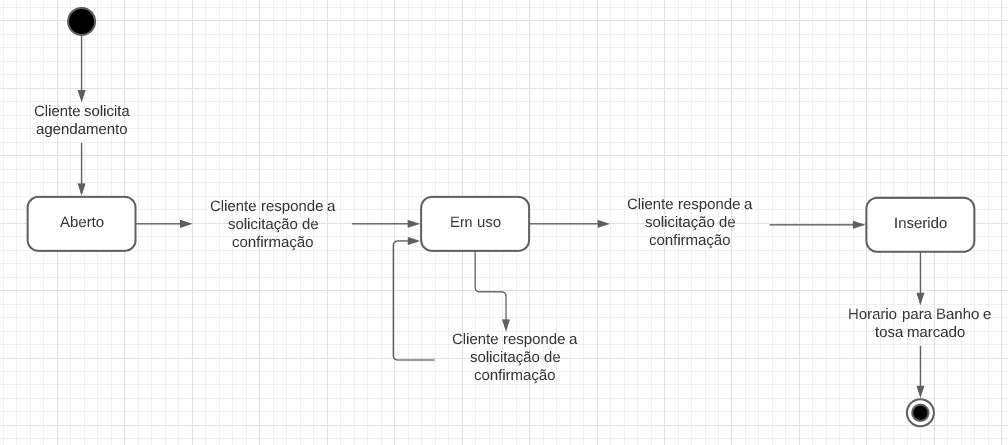 Cliente solicita
agendamento
Aberto
Cliente responde a
solicitação de
confirmação
Em uso
Cliente responde a
solicitação de
confirmação
Cliente responde a
solicitação de
confirmação
Inserido
Horario para Banho e
tosa marcado